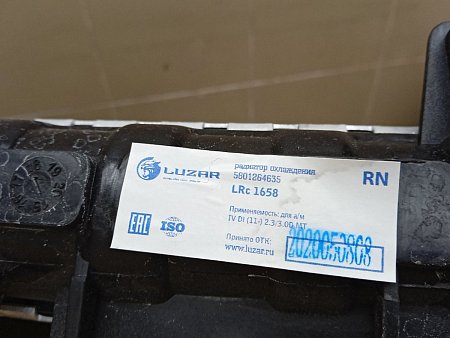 LUZAR
радиатор охлаждения
5801264635
LRc 1658
RN
EAC
ISO
Применяемость: для а/м
IV DI (11-) 2.3/3.0D MT
Принято ОТК:
www.luzar.ru